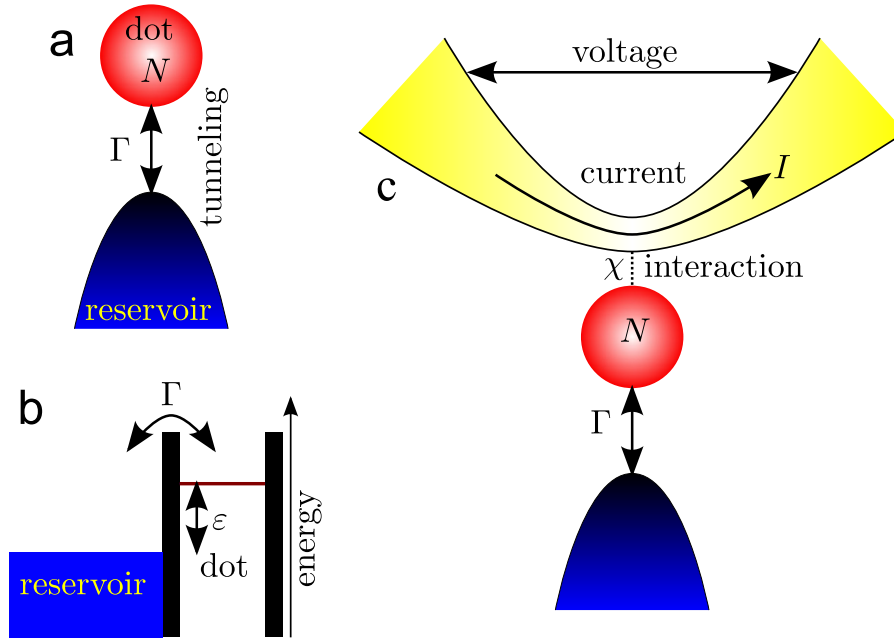 a
dot
N
Γ
tunneling
reservoir
b
Γ
ε
dot
reservoir
energy
c
voltage
current
I
χ interaction
N
Γ